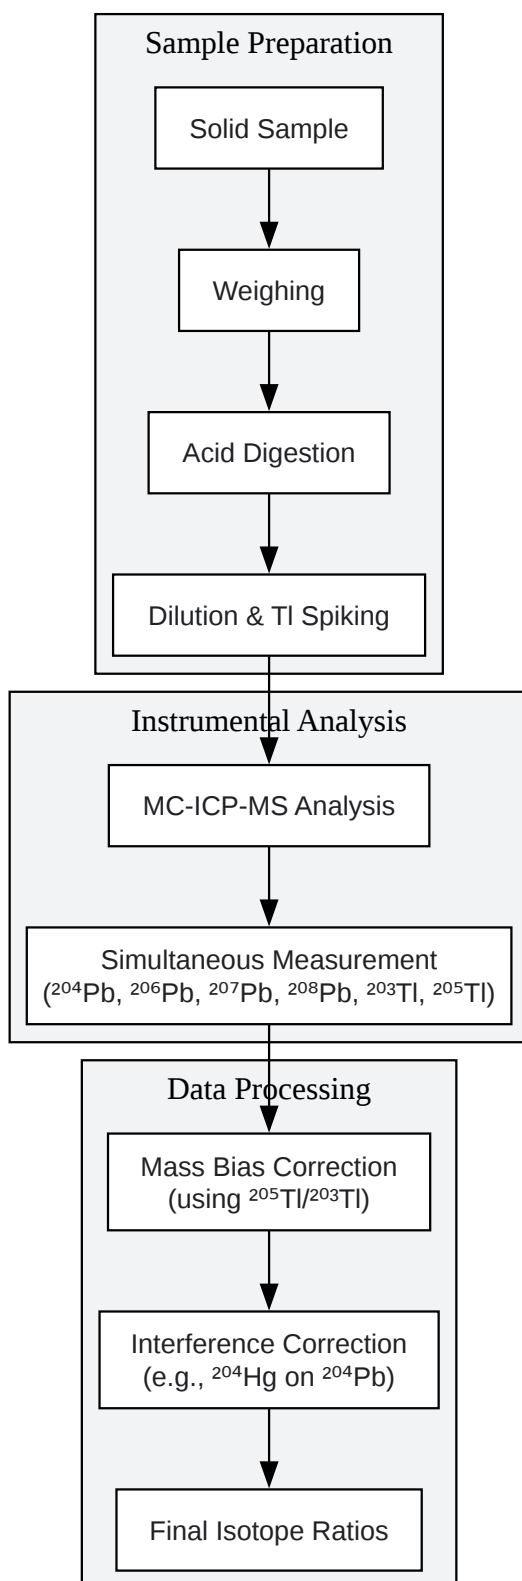 Sample Preparation
Solid Sample
Weighing
Acid Digestion
Dilution & Tl Spiking
Instrumental Analysis
MC-ICP-MS Analysis
Simultaneous Measurement
(²⁰⁴Pb, ²⁰⁶Pb, ²⁰⁷Pb, ²⁰⁸Pb, ²⁰³Tl, ²⁰⁵Tl)
Data Processing
Mass Bias Correction
(using ²⁰⁵Tl/²⁰³Tl)
Interference Correction
(e.g., ²⁰⁴Hg on ²⁰⁴Pb)
Final Isotope Ratios